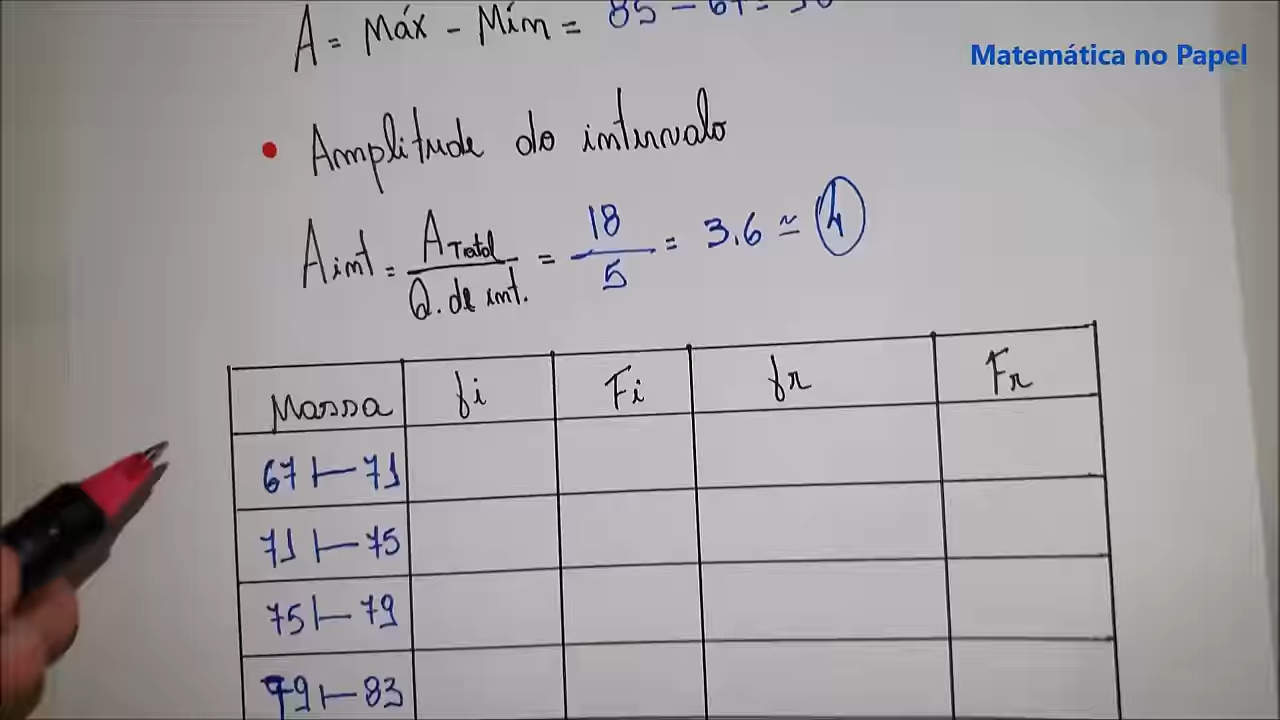 A = Máx - Mín = 85 - 67 = 18
Matemática no Papel
• Amplitude do intervalo
Aint. = ATotal / Q. de int. = 18 / 5 = 3.6 ≃ 4
Massa fi Fi fr Fr
67 ⊢ 71
71 ⊢ 75
75 ⊢ 79
79 ⊢ 83